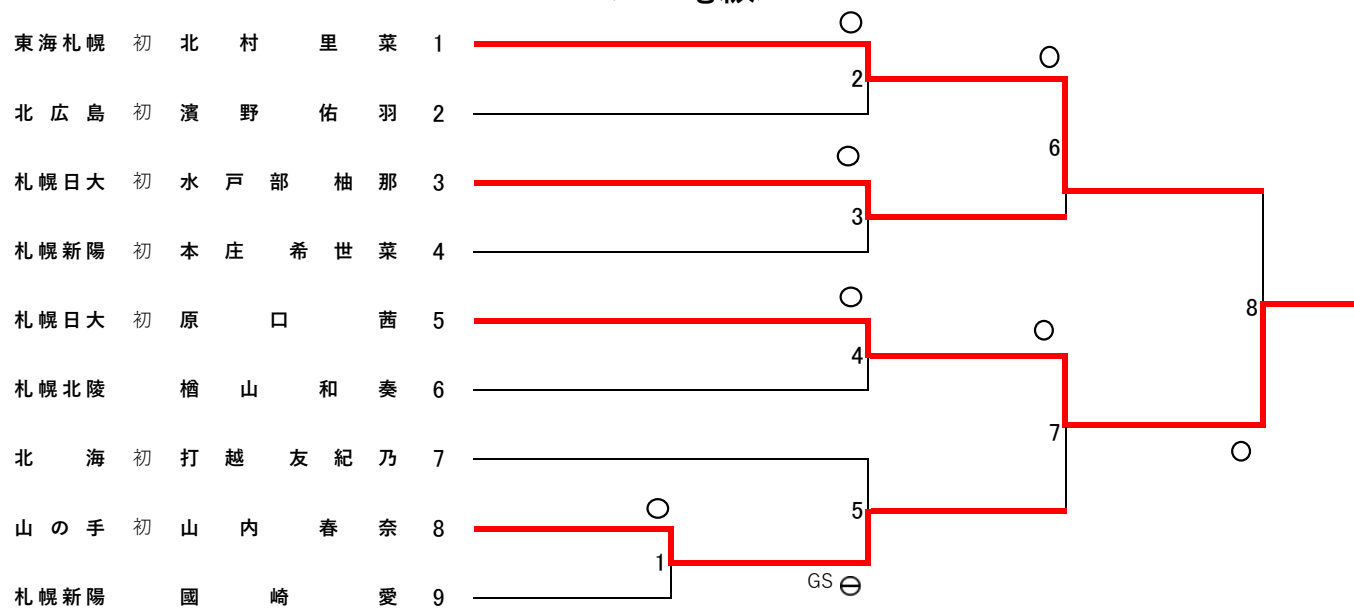 東海札幌 初 北村 里菜 1
2
北広島 初 濱野 佑羽 2
6
札幌日大 初 水戸部 柚那 3
3
札幌新陽 初 本庄 希世菜 4
8
札幌日大 初 原口 茜 5
4
札幌北陵 楢山 和奏 6
7
北海 初 打越 友紀乃 7
5
山の手 初 山内 春奈 8
1
GS
札幌新陽 國崎 愛 9